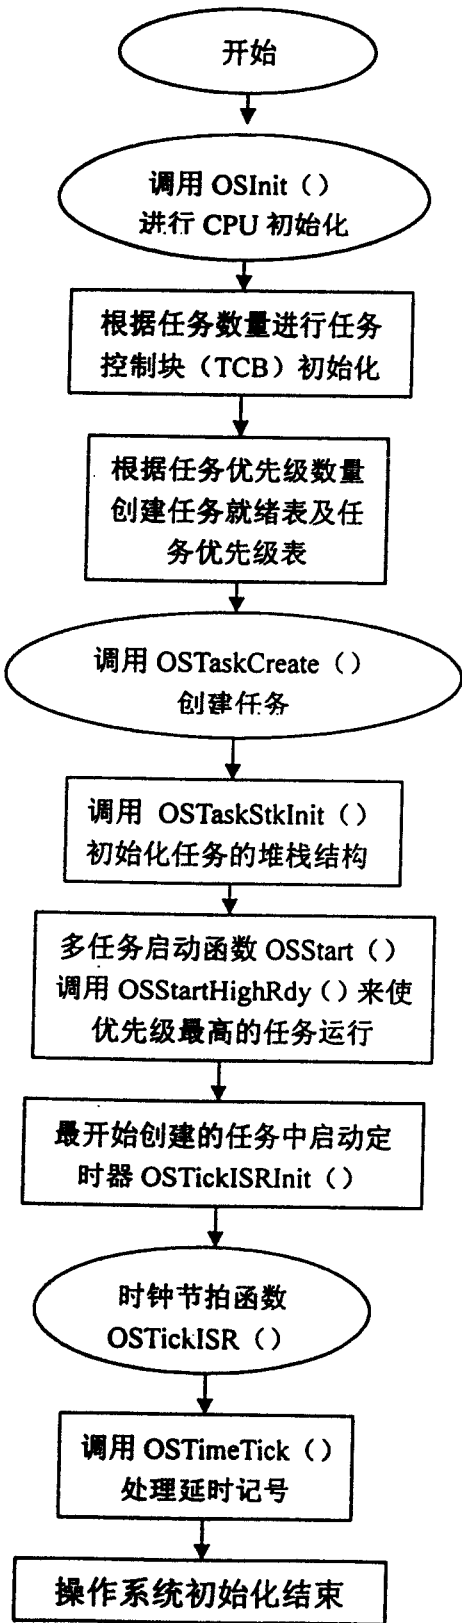 开始
调用 OSInit（）
进行 CPU 初始化
根据任务数量进行任务
控制块（TCB）初始化
根据任务优先级数量
创建任务就绪表及任
务优先级表
调用 OSTaskCreate（）
创建任务
调用 OSTaskStkInit（）
初始化任务的堆栈结构
多任务启动函数 OSStart（）
调用 OSStartHighRdy（）来使
优先级最高的任务运行
最开始创建的任务中启动定
时器 OSTickISRInit（）
时钟节拍函数
OSTickISR（）
调用 OSTimeTick（）
处理延时记号
操作系统初始化结束